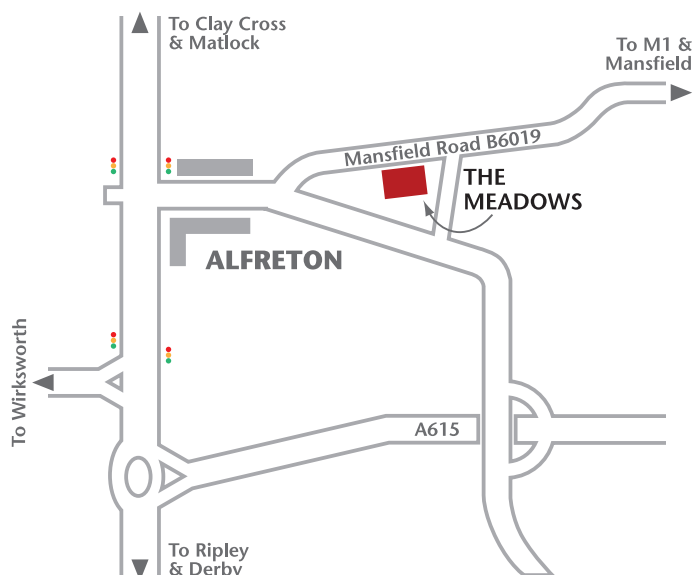 To Clay Cross
& Matlock
To M1 &
Mansfield
Mansfield Road B6019
THE
MEADOWS
ALFRETON
To Wirksworth
A615
To Ripley
& Derby